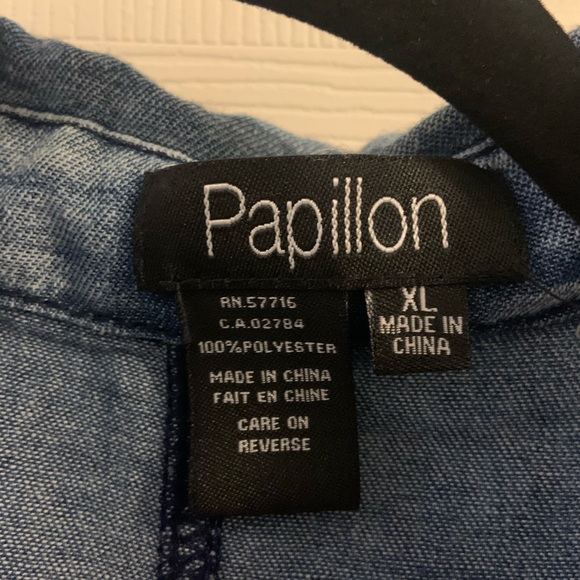 Papillon
RN.57716
C.A.02784
100%POLYESTER
MADE IN CHINA
FAIT EN CHINE
CARE ON
REVERSE
XL
MADE IN
CHINA